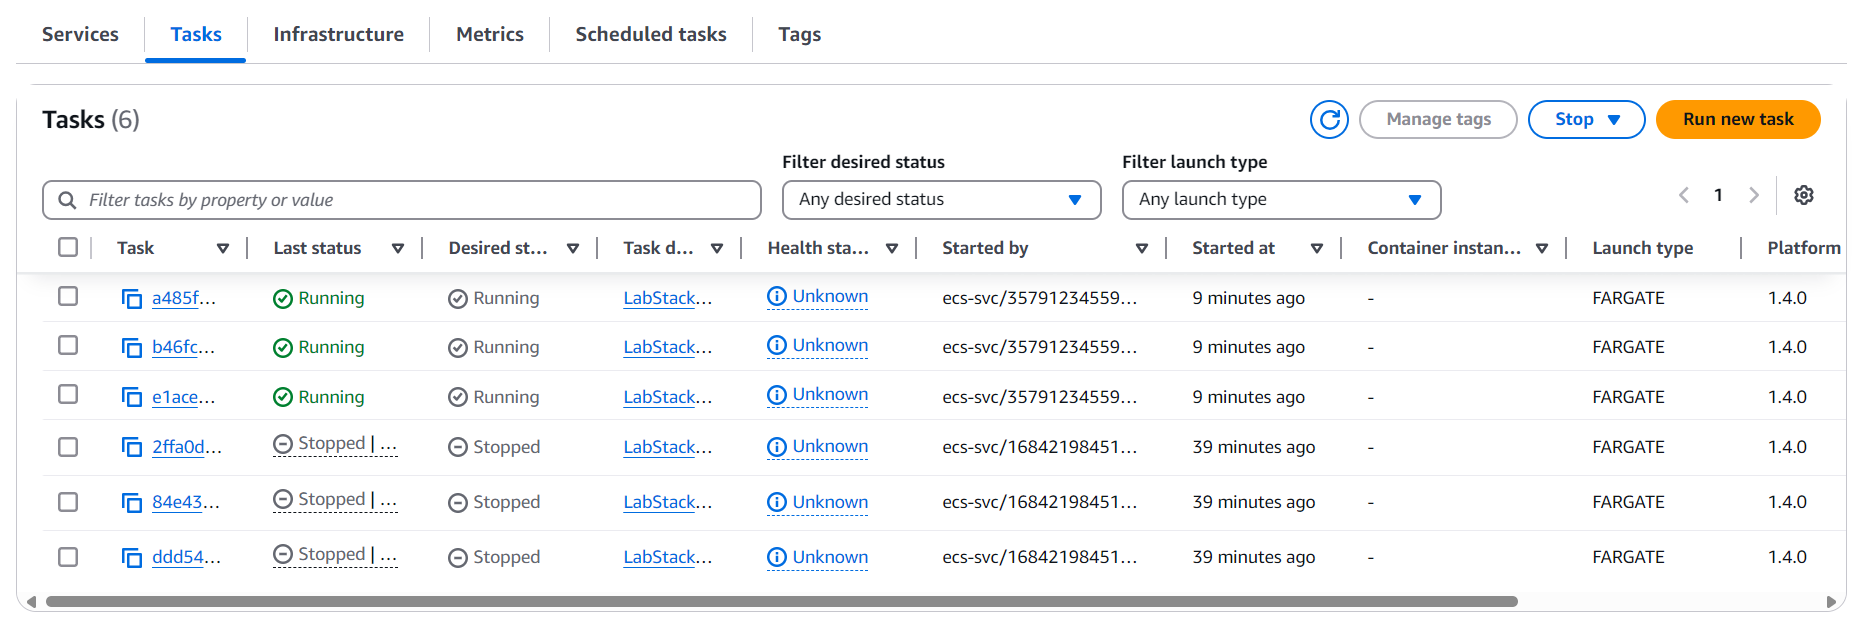 Services Tasks Infrastructure Metrics Scheduled tasks Tags
Tasks (6) Manage tags Stop Run new task
Filter desired status Filter launch type
Filter tasks by property or value Any desired status Any launch type 1
Task Last status Desired st... Task d... Health sta... Started by Started at Container instan... Launch type Platform
a485f... Running Running LabStack... Unknown ecs-svc/35791234559... 9 minutes ago - FARGATE 1.4.0
b46fc... Running Running LabStack... Unknown ecs-svc/35791234559... 9 minutes ago - FARGATE 1.4.0
e1ace... Running Running LabStack... Unknown ecs-svc/35791234559... 9 minutes ago - FARGATE 1.4.0
2ffa0d... Stopped | ... Stopped LabStack... Unknown ecs-svc/16842198451... 39 minutes ago - FARGATE 1.4.0
84e43... Stopped | ... Stopped LabStack... Unknown ecs-svc/16842198451... 39 minutes ago - FARGATE 1.4.0
ddd54... Stopped | ... Stopped LabStack... Unknown ecs-svc/16842198451... 39 minutes ago - FARGATE 1.4.0